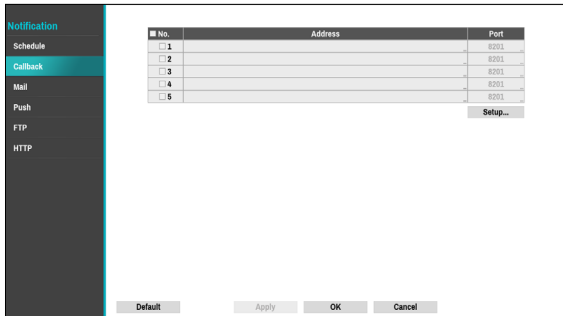 Notification
Schedule
Callback
Mail
Push
FTP
HTTP
No. Address Port
1 8201
2 8201
3 8201
4 8201
5 8201
Setup...
Default Apply OK Cancel